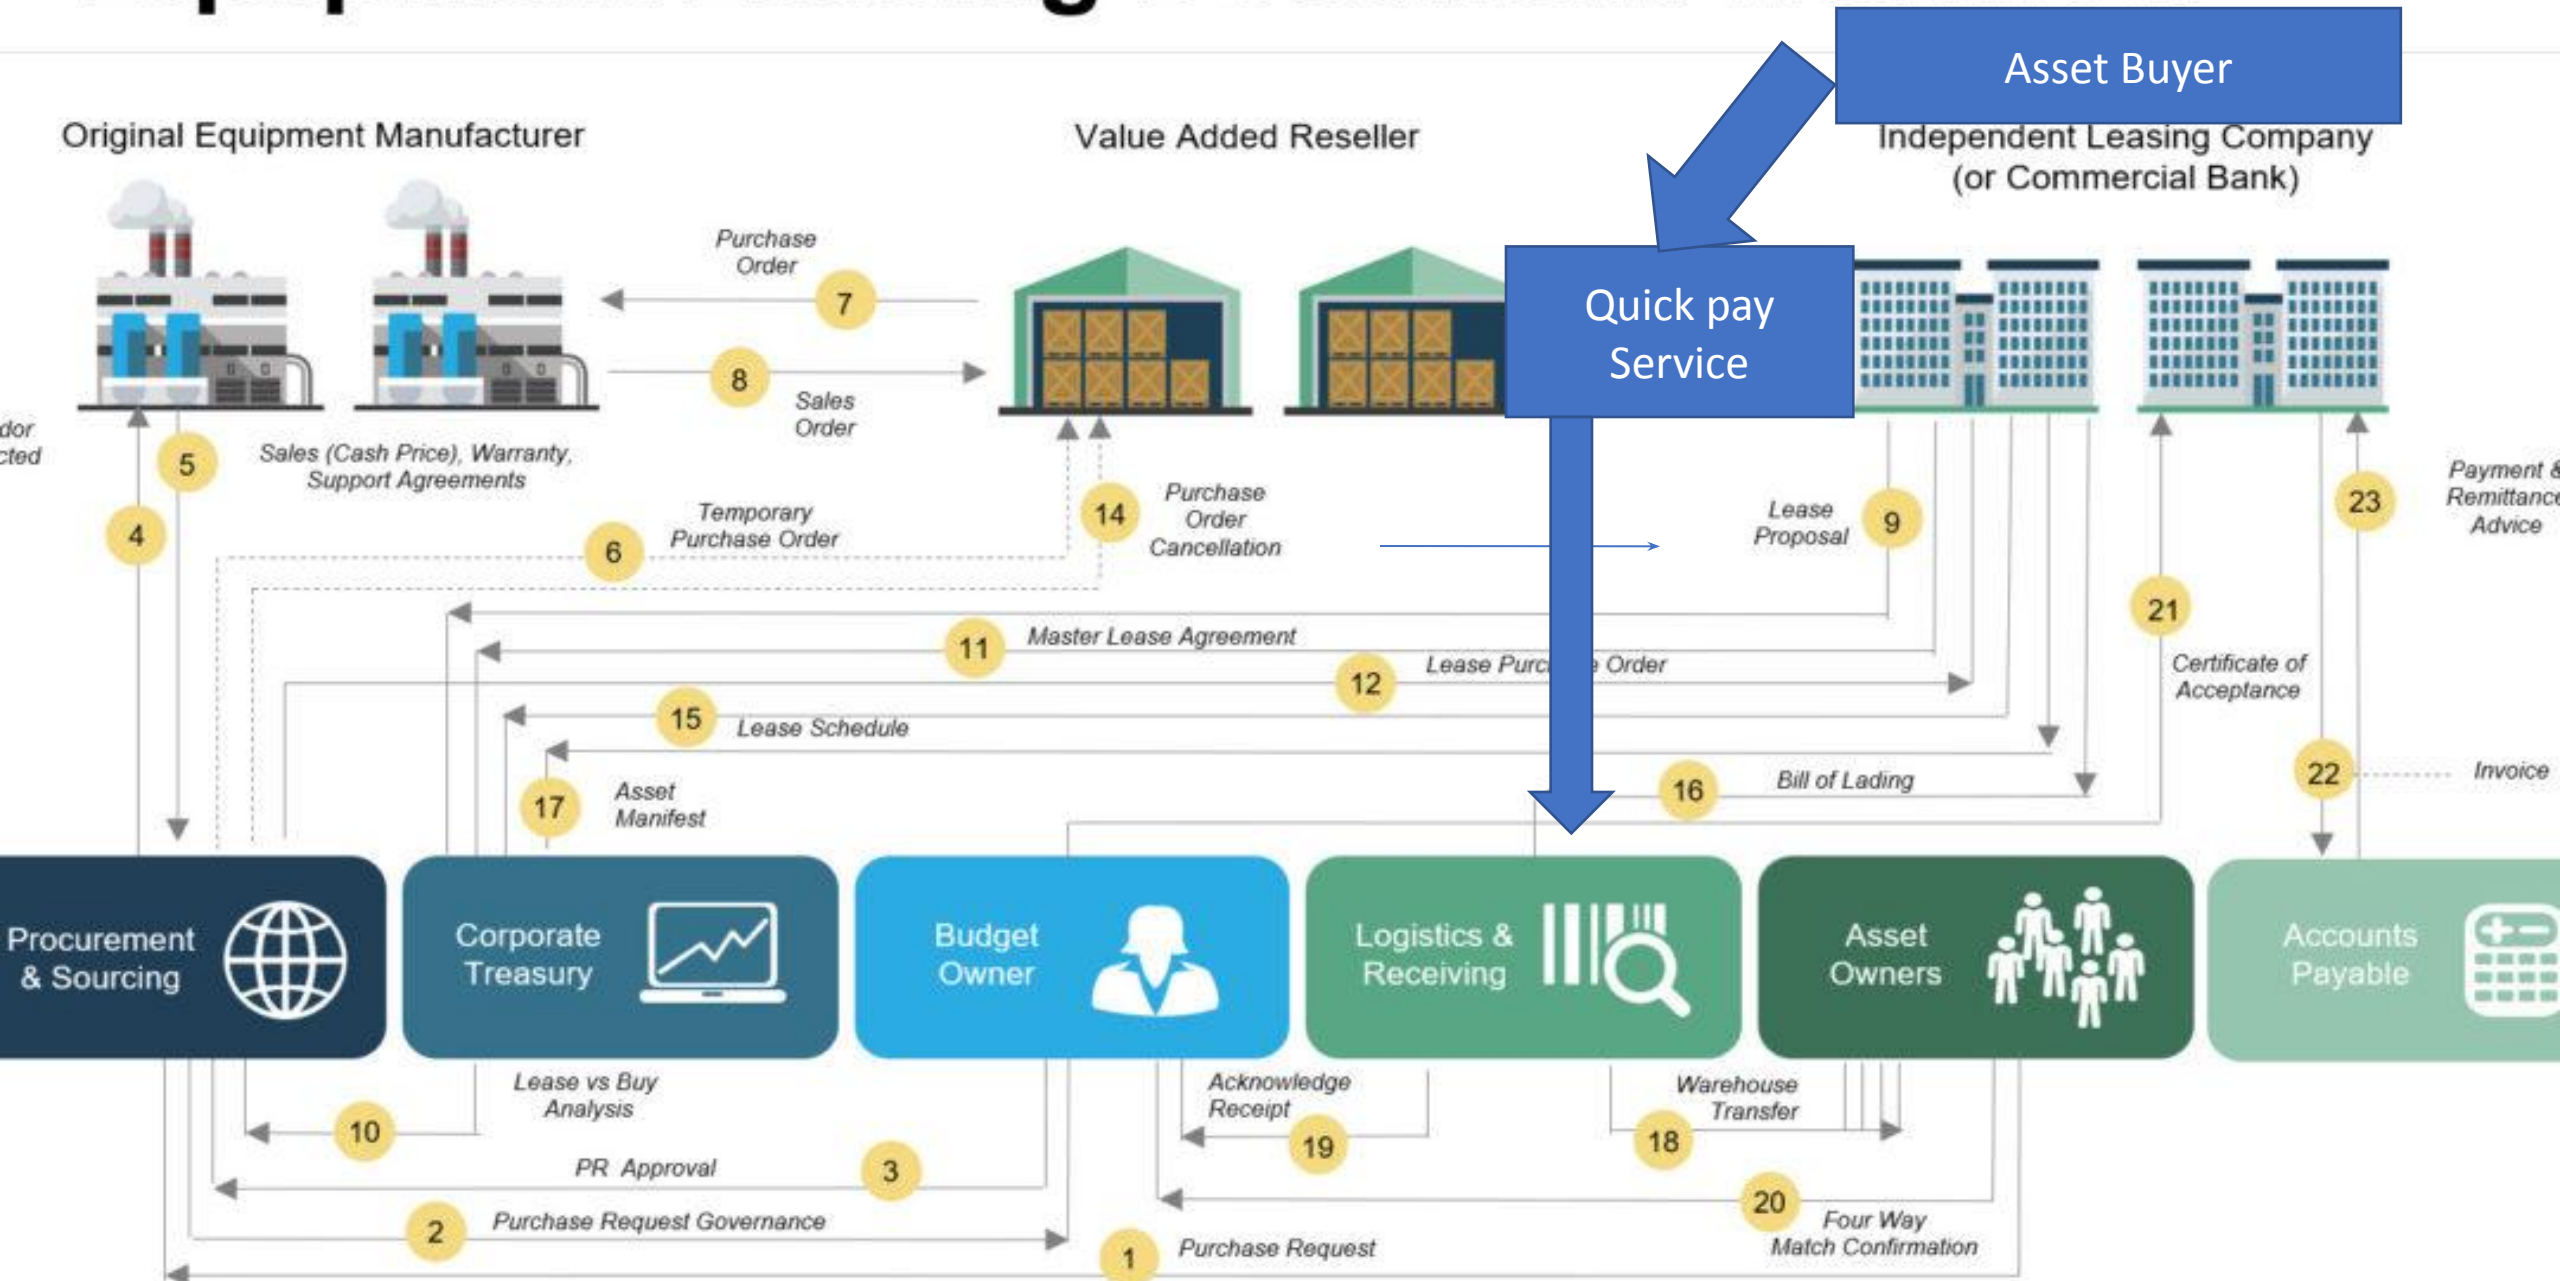 Asset Buyer
Original Equipment Manufacturer
Value Added Reseller
Independent Leasing Company
(or Commercial Bank)
Purchase
Order
7
8
Sales
Order
Quick pay
Service
5
Sales (Cash Price), Warranty,
Support Agreements
4
6
Temporary
Purchase Order
14
Purchase
Order
Cancellation
Lease
Proposal
9
23
Payment &
Remittance
Advice
21
Certificate of
Acceptance
11
Master Lease Agreement
12
Lease Order
15
Lease Schedule
17
Asset
Manifest
16
Bill of Lading
22
Invoice
Procurement
& Sourcing
Corporate
Treasury
Budget
Owner
Logistics &
Receiving
Asset
Owners
Accounts
Payable
10
Lease vs Buy
Analysis
Acknowledge
Receipt
19
Warehouse
Transfer
18
PR Approval
3
20
Four Way
Match Confirmation
2
Purchase Request Governance
1
Purchase Request